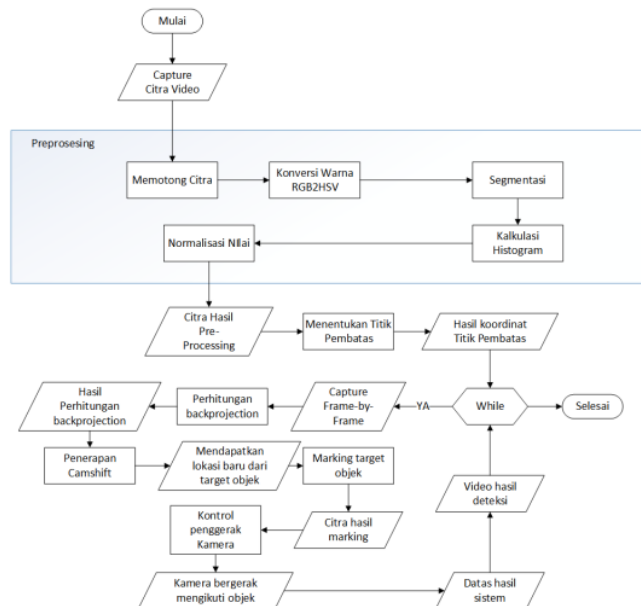 Mulai
Capture
Citra Video
Preprosesing
Memotong Citra
Konversi Warna
RGB2HSV
Segmentasi
Kalkulasi
Histogram
Normalisasi NIlai
Citra Hasil
Pre-
Processing
Menentukan Titik
Pembatas
Hasil koordinat
Titik Pembatas
While
Selesai
YA
Capture
Frame-by-
Frame
Perhitungan
backprojection
Hasil
Perhitungan
backprojection
Penerapan
Camshift
Mendapatkan
lokasi baru dari
target objek
Marking target
objek
Citra hasil
marking
Kontrol
penggerak
Kamera
Kamera bergerak
mengikuti objek
Datas hasil
sistem
Video hasil
deteksi